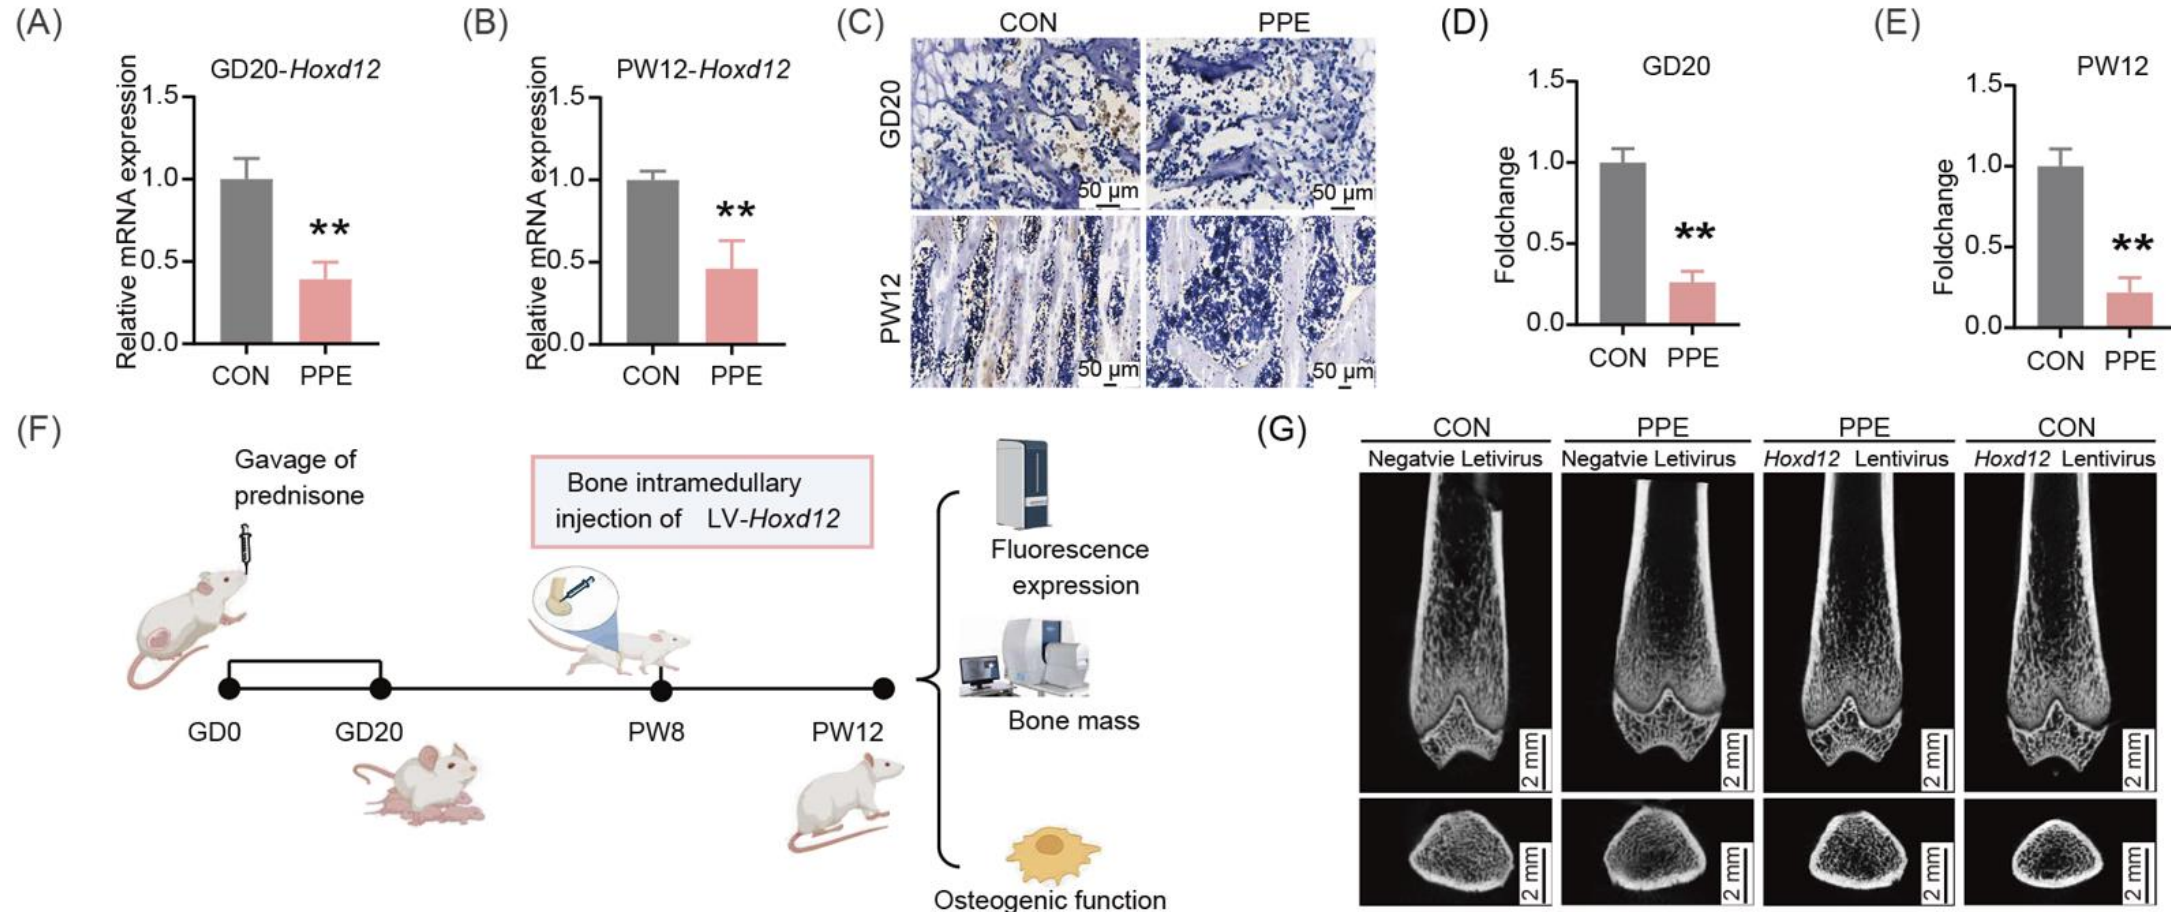 (A)
GD20-Hoxd12
Relative mRNA expression
1.5
1.0
0.5
0.0
CON PPE
**
(B)
PW12-Hoxd12
Relative mRNA expression
1.5
1.0
0.5
0.0
CON PPE
**
(C)
CON PPE
GD20
50 µm 50 µm
PW12
50 µm 50 µm
(D)
GD20
Foldchange
1.5
1.0
0.5
0.0
CON PPE
**
(E)
PW12
Foldchange
1.5
1.0
0.5
0.0
CON PPE
**
(F)
Gavage of
prednisone
Bone intramedullary
injection of LV-Hoxd12
GD0 GD20 PW8 PW12
Fluorescence
expression
Bone mass
Osteogenic function
(G)
CON PPE PPE CON
Negatvie Letivirus Negatvie Letivirus Hoxd12 Lentivirus Hoxd12 Lentivirus
2 mm 2 mm 2 mm 2 mm
2 mm 2 mm 2 mm 2 mm